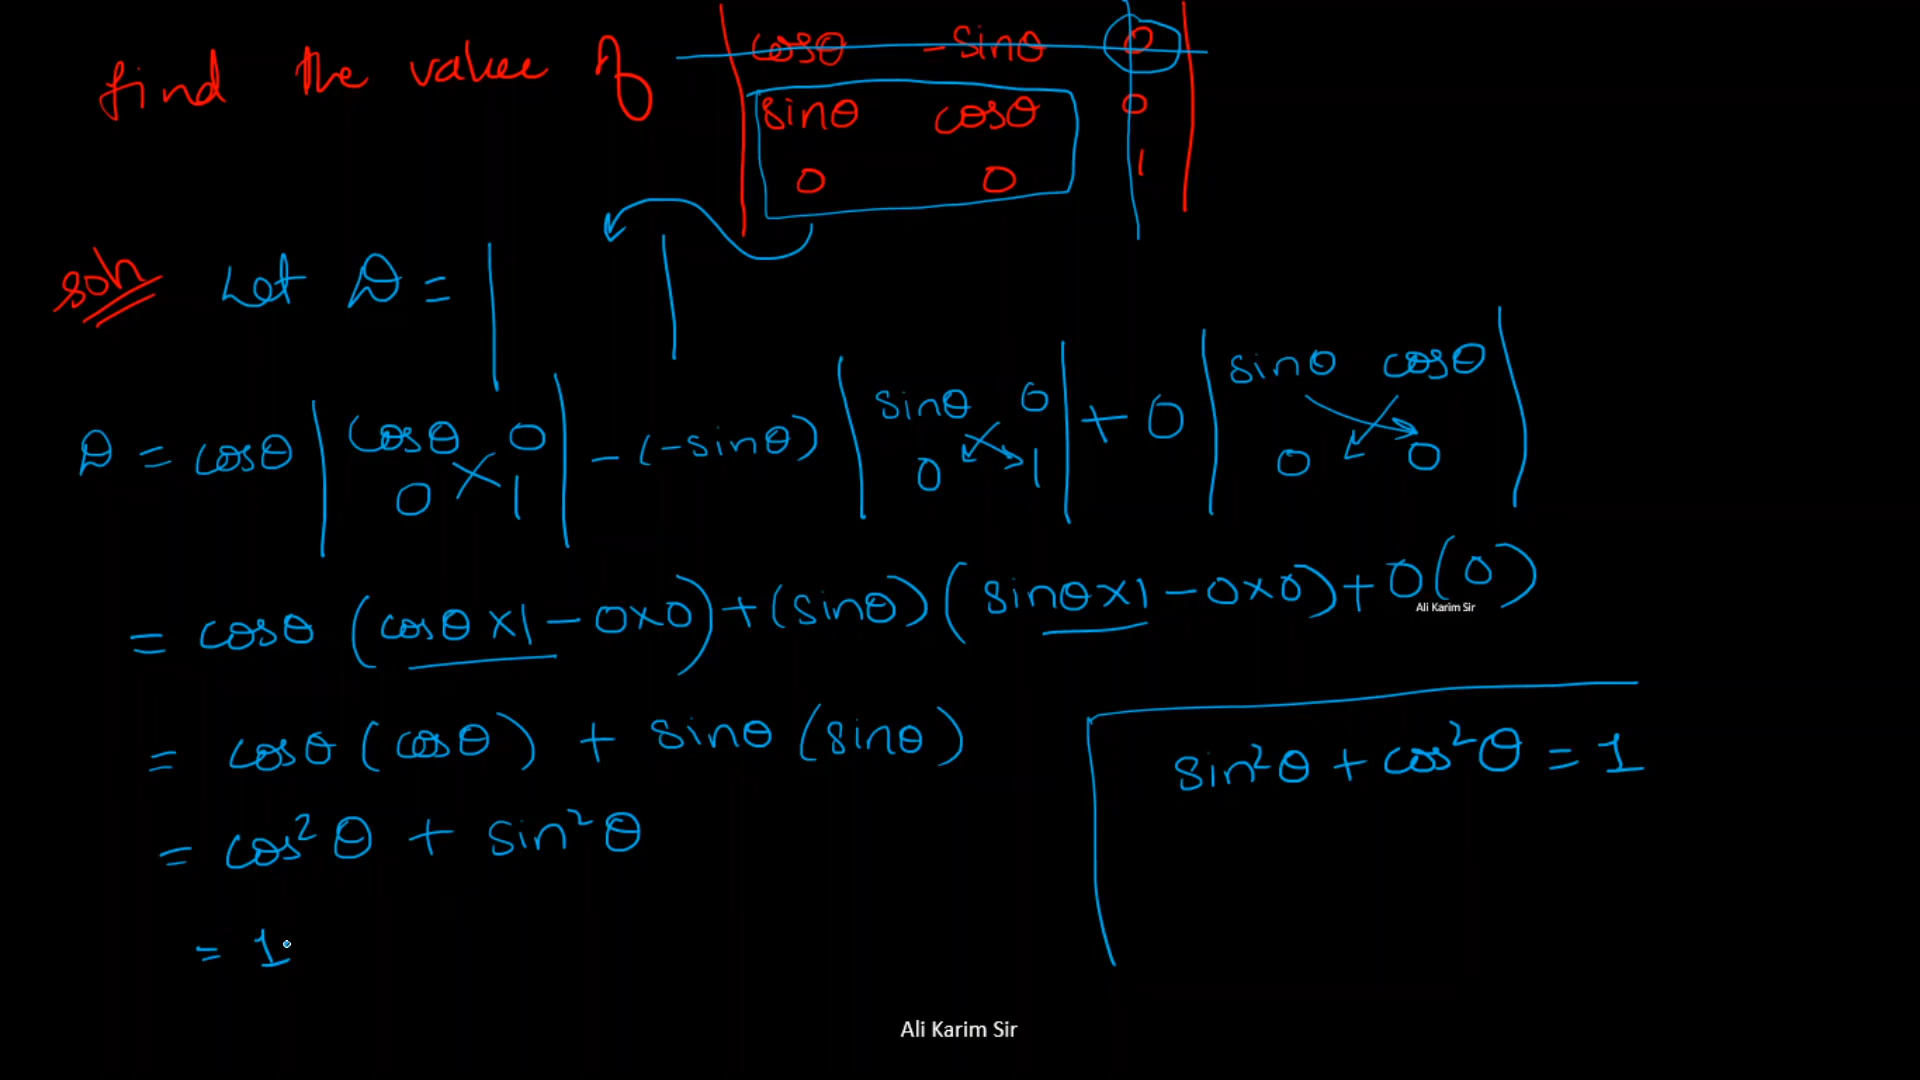 find the value of | cosθ -sinθ 0 |
| sinθ cosθ 0 |
| 0 0 1 |
soln Let D = | |
D = cosθ | cosθ 0 | - (-sinθ) | sinθ 0 | + 0 | sinθ cosθ |
| 0 1 | | 0 1 | | 0 0 |
= cosθ (cosθ×1 - 0×0) + (sinθ) (sinθ×1 - 0×0) + 0(0)
Ali Karim Sir
= cosθ (cosθ) + sinθ (sinθ)
sin²θ + cos²θ = 1
= cos²θ + sin²θ
= 1
Ali Karim Sir